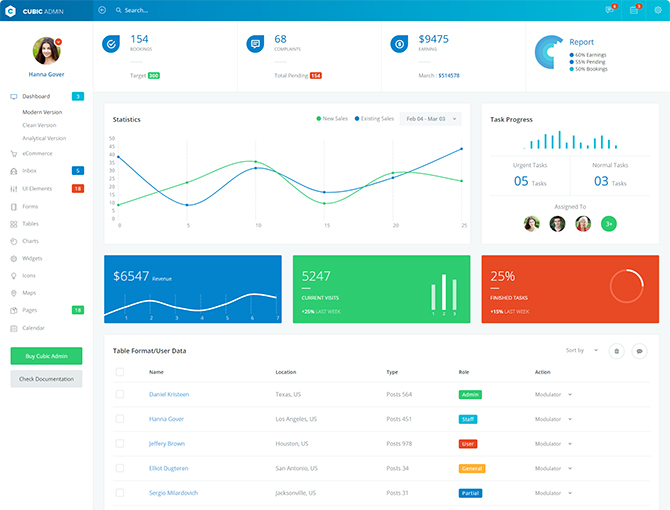 CUBIC ADMIN
Search...
6
3
Hanna Gover
Dashboard 3
Modern Version
Clean Version
Analytical Version
eCommerce
Inbox 5
UI Elements 18
Forms
Tables
Charts
Widgets
Icons
Maps
Pages 18
Calendar
Buy Cubic Admin
Check Documentation
154
BOOKINGS
Target 300
68
COMPLAINTS
Total Pending 154
$9475
EARNING
March : $514578
Report
60% Earnings
55% Pending
50% Bookings
Statistics
New Sales
Existing Sales
Feb 04 - Mar 03
50
45
40
35
30
25
20
15
10
5
0
0 5 10 15 20 25
Task Progress
Urgent Tasks
05 Tasks
Normal Tasks
03 Tasks
Assigned To
3+
$6547 Revenue
1 2 3 4 5 6 7
5247
CURRENT VISITS
+25% LAST WEEK
1 2 3
25%
FINISHED TASKS
+15% LAST WEEK
Table Format/User Data
Sort by
Name Location Type Role Action
Daniel Kristeen Texas, US Posts 564 Admin Modulator
Hanna Gover Los Angeles, US Posts 451 Staff Modulator
Jeffery Brown Houston, US Posts 978 User Modulator
Elliot Dugteren San Antonio, US Posts 34 General Modulator
Sergio Milardovich Jacksonville, US Posts 31 Partial Modulator